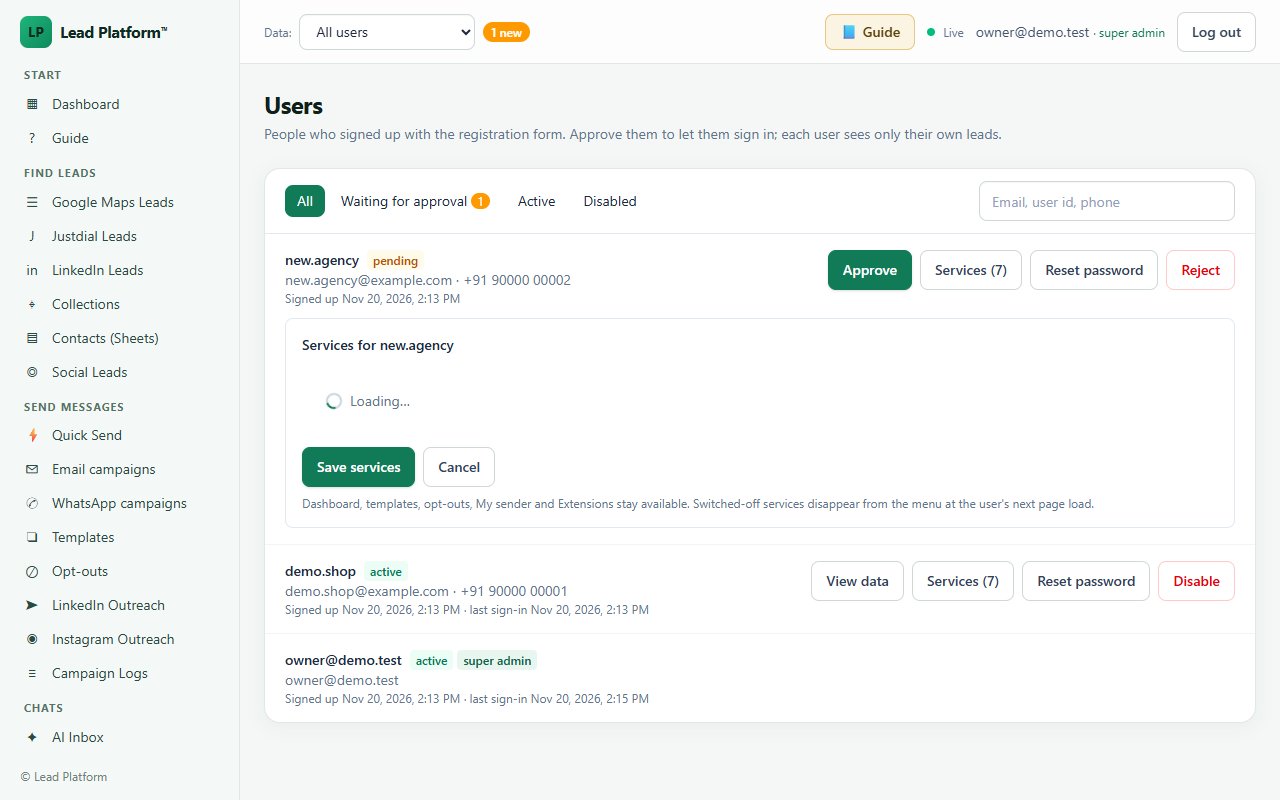 LP Lead Platform™
START
Dashboard
? Guide
FIND LEADS
Google Maps Leads
J Justdial Leads
in LinkedIn Leads
Collections
Contacts (Sheets)
Social Leads
SEND MESSAGES
Quick Send
Email campaigns
WhatsApp campaigns
Templates
Opt-outs
LinkedIn Outreach
Instagram Outreach
Campaign Logs
CHATS
AI Inbox
© Lead Platform
Data: All users 1 new Guide Live owner@demo.test · super admin Log out
Users
People who signed up with the registration form. Approve them to let them sign in; each user sees only their own leads.
All Waiting for approval 1 Active Disabled Email, user id, phone
new.agency pending
new.agency@example.com · +91 90000 00002
Signed up Nov 20, 2026, 2:13 PM
Approve Services (7) Reset password Reject
Services for new.agency
Loading...
Save services Cancel
Dashboard, templates, opt-outs, My sender and Extensions stay available. Switched-off services disappear from the menu at the user's next page load.
demo.shop active
demo.shop@example.com · +91 90000 00001
Signed up Nov 20, 2026, 2:13 PM · last sign-in Nov 20, 2026, 2:13 PM
View data Services (7) Reset password Disable
owner@demo.test active super admin
owner@demo.test
Signed up Nov 20, 2026, 2:13 PM · last sign-in Nov 20, 2026, 2:15 PM